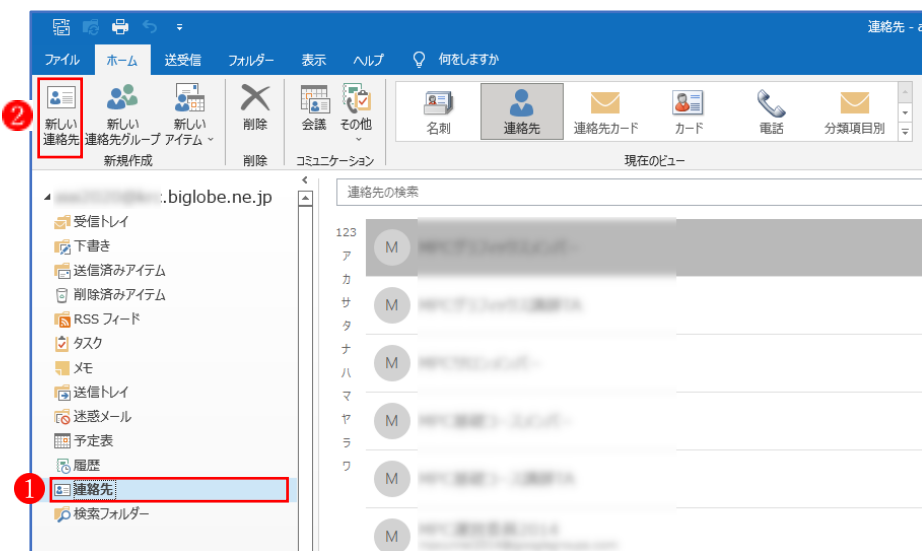 連絡先 -
ファイル ホーム 送受信 フォルダー 表示 ヘルプ 何をしますか
2
新しい
連絡先
新しい
連絡先グループ
新しい
アイテム
削除
会議
その他
名刺
連絡先
連絡先カード
カード
電話
分類項目別
新規作成
削除
コミュニケーション
現在のビュー
.biglobe.ne.jp
受信トレイ
下書き
送信済みアイテム
削除済みアイテム
RSS フィード
タスク
メモ
送信トレイ
迷惑メール
予定表
履歴
1
連絡先
検索フォルダー
連絡先の検索
123
ア
カ
サ
タ
ナ
ハ
マ
ヤ
ラ
ワ
M
M
M
M
M
M